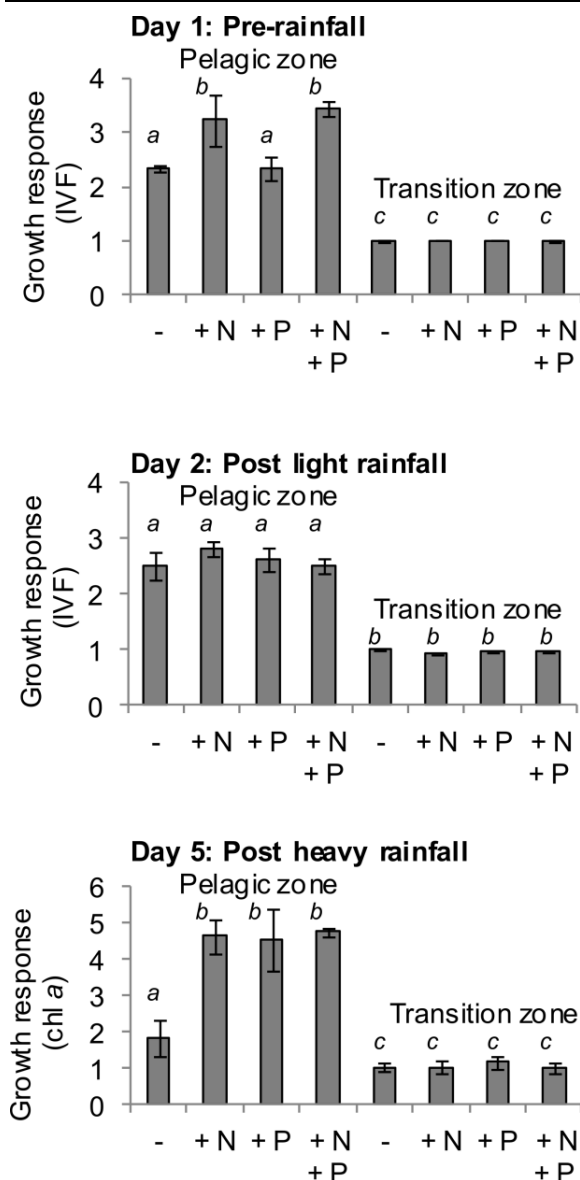 Day 1: Pre-rainfall
Pelagic zone
Growth response
(IVF)
4
3
2
1
0
a b a b
Transition zone
c c c c
- + N + P + N - + N + P + N
+ P + P
Day 2: Post light rainfall
Pelagic zone
Growth response
(IVF)
4
3
2
1
0
a a a a
Transition zone
b b b b
- + N + P + N - + N + P + N
+ P + P
Day 5: Post heavy rainfall
Pelagic zone
Growth response
(chl a)
6
5
4
3
2
1
0
a b b b
Transition zone
c c c c
- + N + P + N - + N + P + N
+ P + P